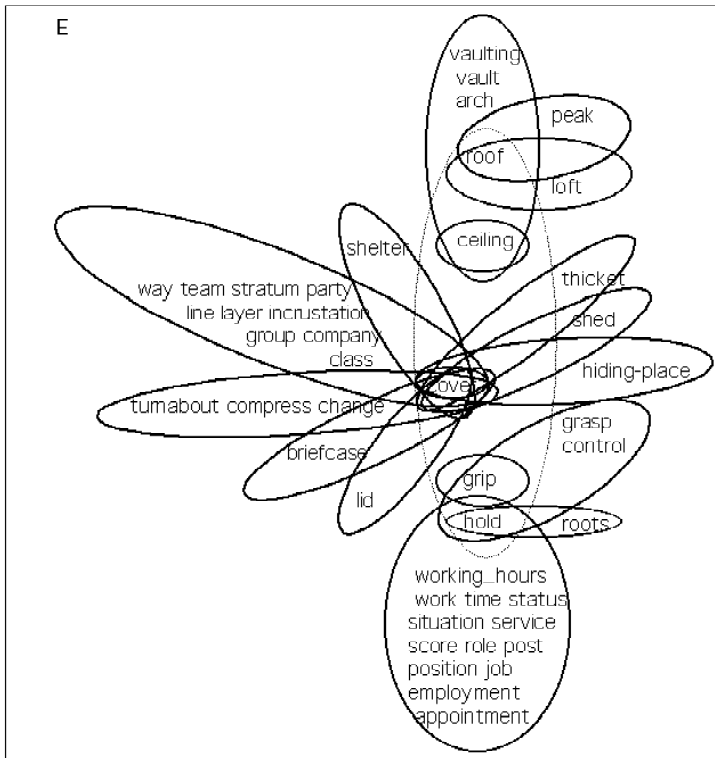 E
vaulting
vault
arch
peak
roof
loft
ceiling
shelter
thicket
way team stratum party
line layer incrustation
shed
group company
class
hiding-place
cover
turnabout compress change
grasp
control
briefcase
grip
lid
hold
roots
working_hours
work time status
situation service
score role post
position job
employment
appointment